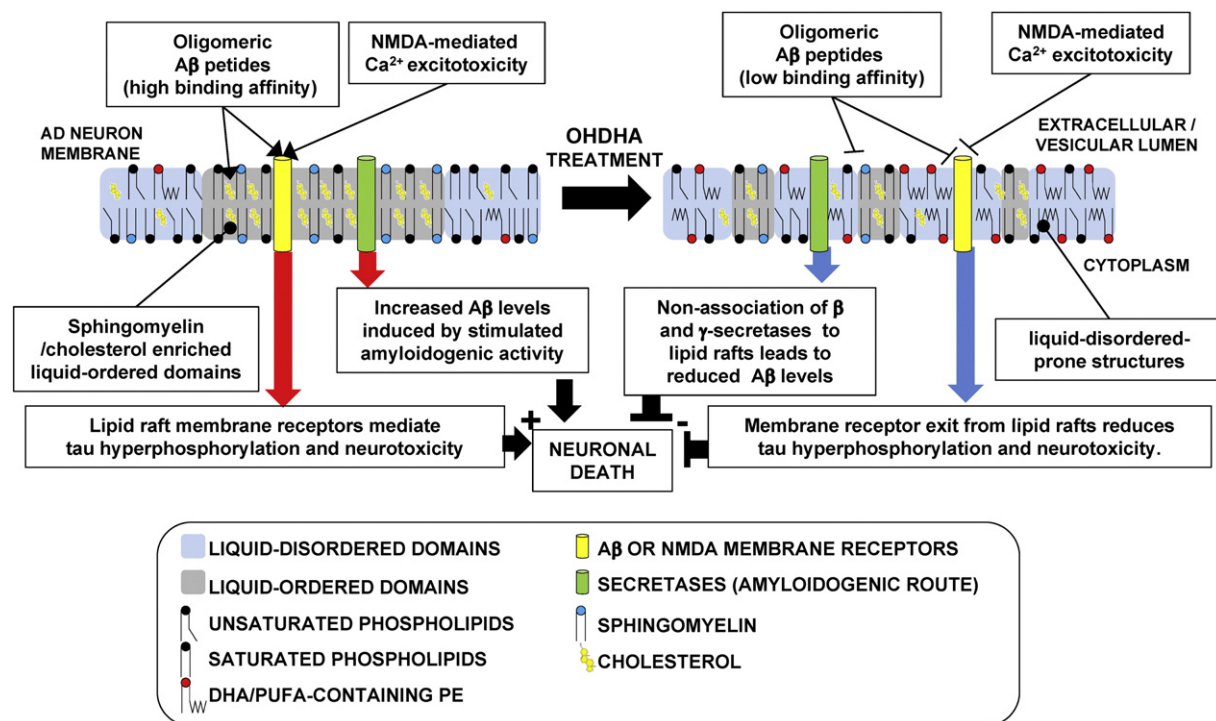 Oligomeric
Aβ petides
(high binding affinity)
NMDA-mediated
Ca²⁺ excitotoxicity
Oligomeric
Aβ peptides
(low binding affinity)
NMDA-mediated
Ca²⁺ excitotoxicity
AD NEURON
MEMBRANE
OHDHA
TREATMENT
EXTRACELLULAR /
VESICULAR LUMEN
CYTOPLASM
Sphingomyelin
/cholesterol enriched
liquid-ordered domains
Increased Aβ levels
induced by stimulated
amyloidogenic activity
Non-association of β
and γ-secretases to
lipid rafts leads to
reduced Aβ levels
liquid-disordered-
prone structures
Lipid raft membrane receptors mediate
tau hyperphosphorylation and neurotoxicity
+
NEURONAL
DEATH
-
Membrane receptor exit from lipid rafts reduces
tau hyperphosphorylation and neurotoxicity.
LIQUID-DISORDERED DOMAINS
LIQUID-ORDERED DOMAINS
UNSATURATED PHOSPHOLIPIDS
SATURATED PHOSPHOLIPIDS
DHA/PUFA-CONTAINING PE
Aβ OR NMDA MEMBRANE RECEPTORS
SECRETASES (AMYLOIDOGENIC ROUTE)
SPHINGOMYELIN
CHOLESTEROL